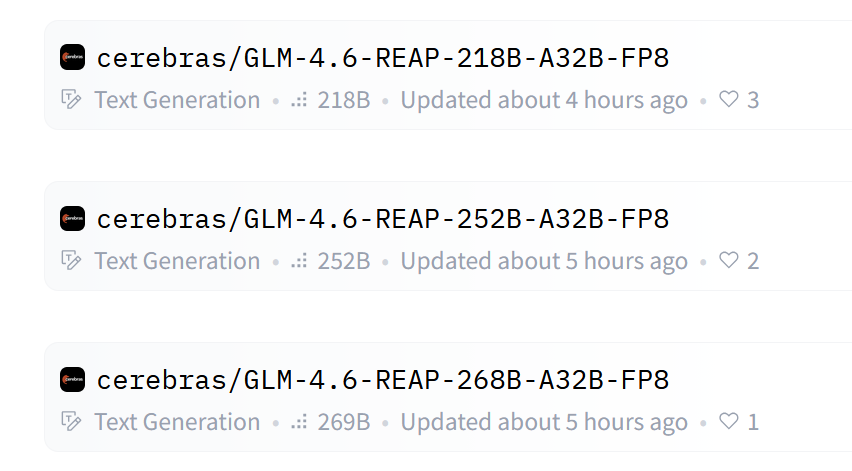 cerebras/GLM-4.6-REAP-218B-A32B-FP8
Text Generation • 218B • Updated about 4 hours ago • 3
cerebras/GLM-4.6-REAP-252B-A32B-FP8
Text Generation • 252B • Updated about 5 hours ago • 2
cerebras/GLM-4.6-REAP-268B-A32B-FP8
Text Generation • 269B • Updated about 5 hours ago • 1